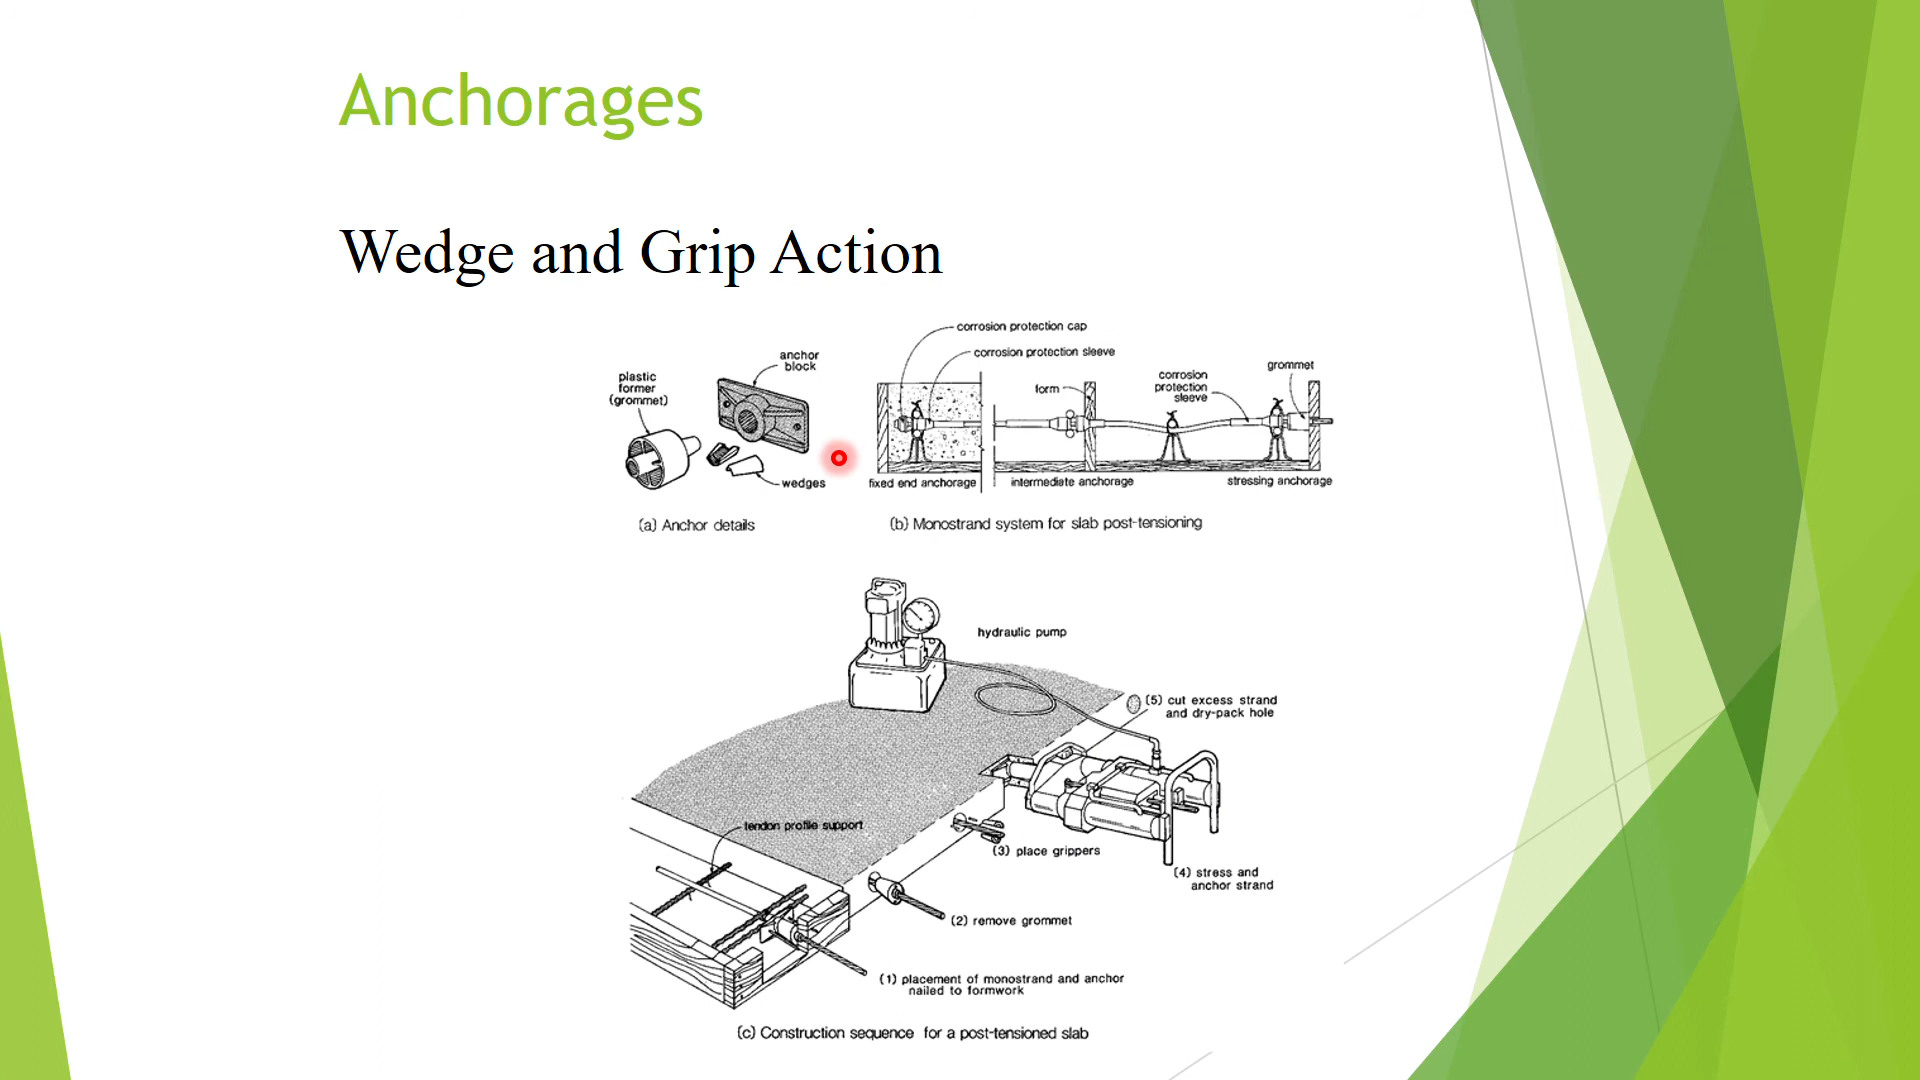 Anchorages
Wedge and Grip Action
plastic
former
(grommet)
anchor
block
wedges
(a) Anchor details
corrosion protection cap
corrosion protection sleeve
form
corrosion
protection
sleeve
grommet
fixed end anchorage
intermediate anchorage
stressing anchorage
(b) Monostrand system for slab post-tensioning
hydraulic pump
(5) cut excess strand
and dry-pack hole
tendon profile support
(3) place grippers
(4) stress and
anchor strand
(2) remove grommet
(1) placement of monostrand and anchor
nailed to formwork
(c) Construction sequence for a post-tensioned slab